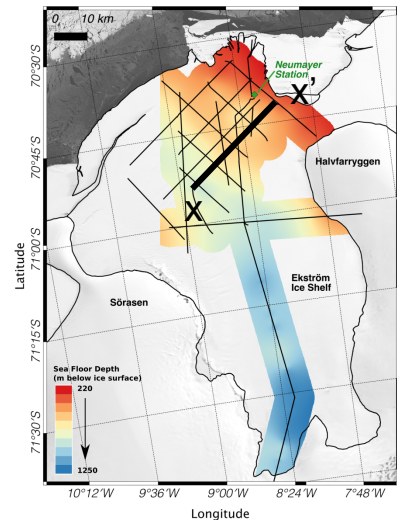 0 10 km
Neumayer
Station
X'
70°30'S
Halvfarryggen
70°45'S
X
71°00'S
Latitude
Ekström
Ice Shelf
Sörasen
71°15'S
Sea Floor Depth
(m below ice surface)
220
71°30'S
1250
10°12'W 9°36'W 9°00'W 8°24'W 7°48'W
Longitude